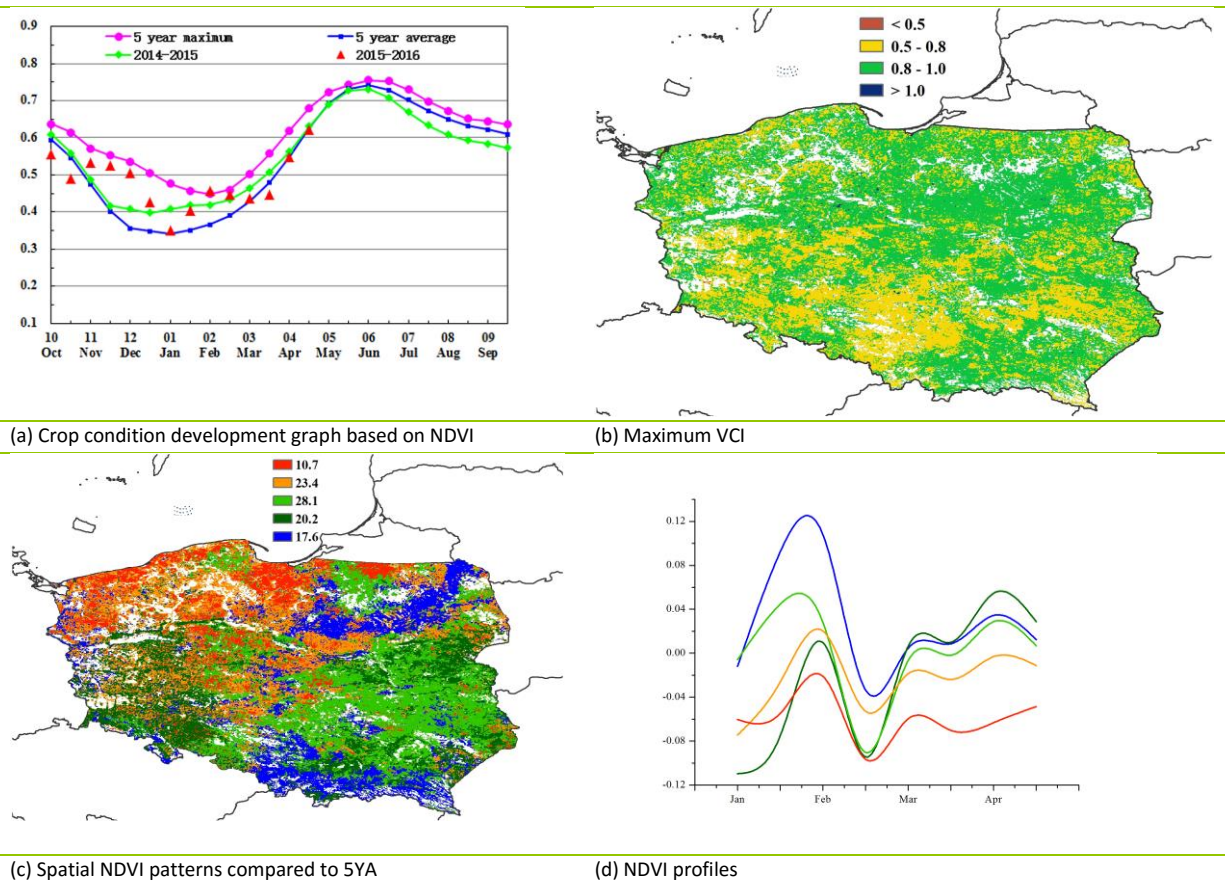 0.9
0.8
0.7
0.6
0.5
0.4
0.3
0.2
0.1
5 year maximum
5 year average
2014-2015
2015-2016
10 11 12 01 02 03 04 05 06 07 08 09
Oct Nov Dec Jan Feb Mar Apr May Jun Jul Aug Sep
< 0.5
0.5 - 0.8
0.8 - 1.0
> 1.0
(a) Crop condition development graph based on NDVI
(b) Maximum VCI
10.7
23.4
28.1
20.2
17.6
0.12
0.08
0.04
0.00
-0.04
-0.08
-0.12
Jan Feb Mar Apr
(c) Spatial NDVI patterns compared to 5YA
(d) NDVI profiles